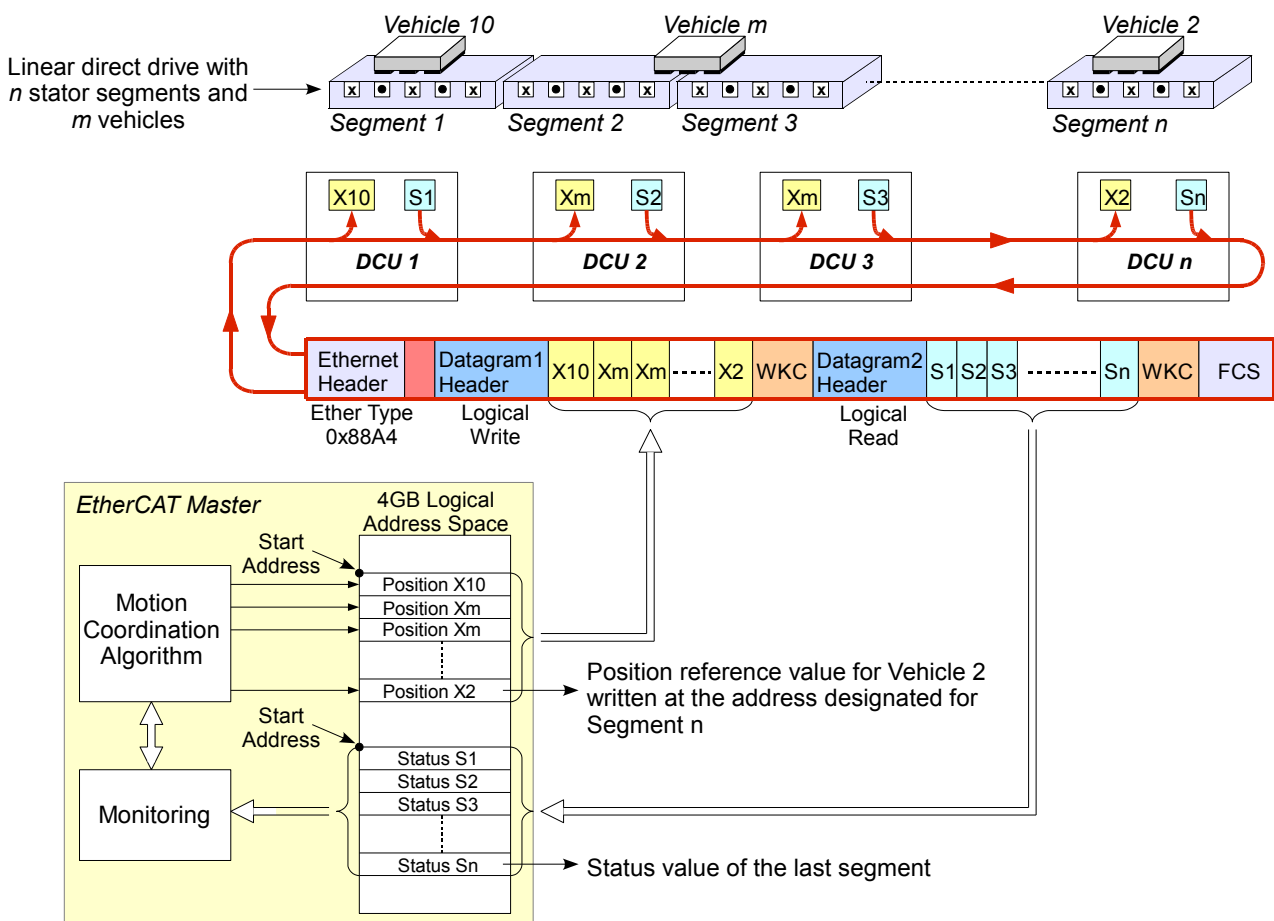 Vehicle 10
Vehicle m
Vehicle 2
Linear direct drive with
n stator segments and
m vehicles
x x x
x x x
x x x
x x x
Segment 1
Segment 2
Segment 3
Segment n
X10
S1
Xm
S2
Xm
S3
X2
Sn
DCU 1
DCU 2
DCU 3
DCU n
Ethernet
Header
Datagram1
Header
X10
Xm
Xm
X2
WKC
Datagram2
Header
S1
S2
S3
Sn
WKC
FCS
Ether Type
0x88A4
Logical
Write
Logical
Read
EtherCAT Master
4GB Logical
Address Space
Start
Address
Motion
Coordination
Algorithm
Position X10
Position Xm
Position Xm
Position X2
Position reference value for Vehicle 2
written at the address designated for
Segment n
Start
Address
Monitoring
Status S1
Status S2
Status S3
Status Sn
Status value of the last segment